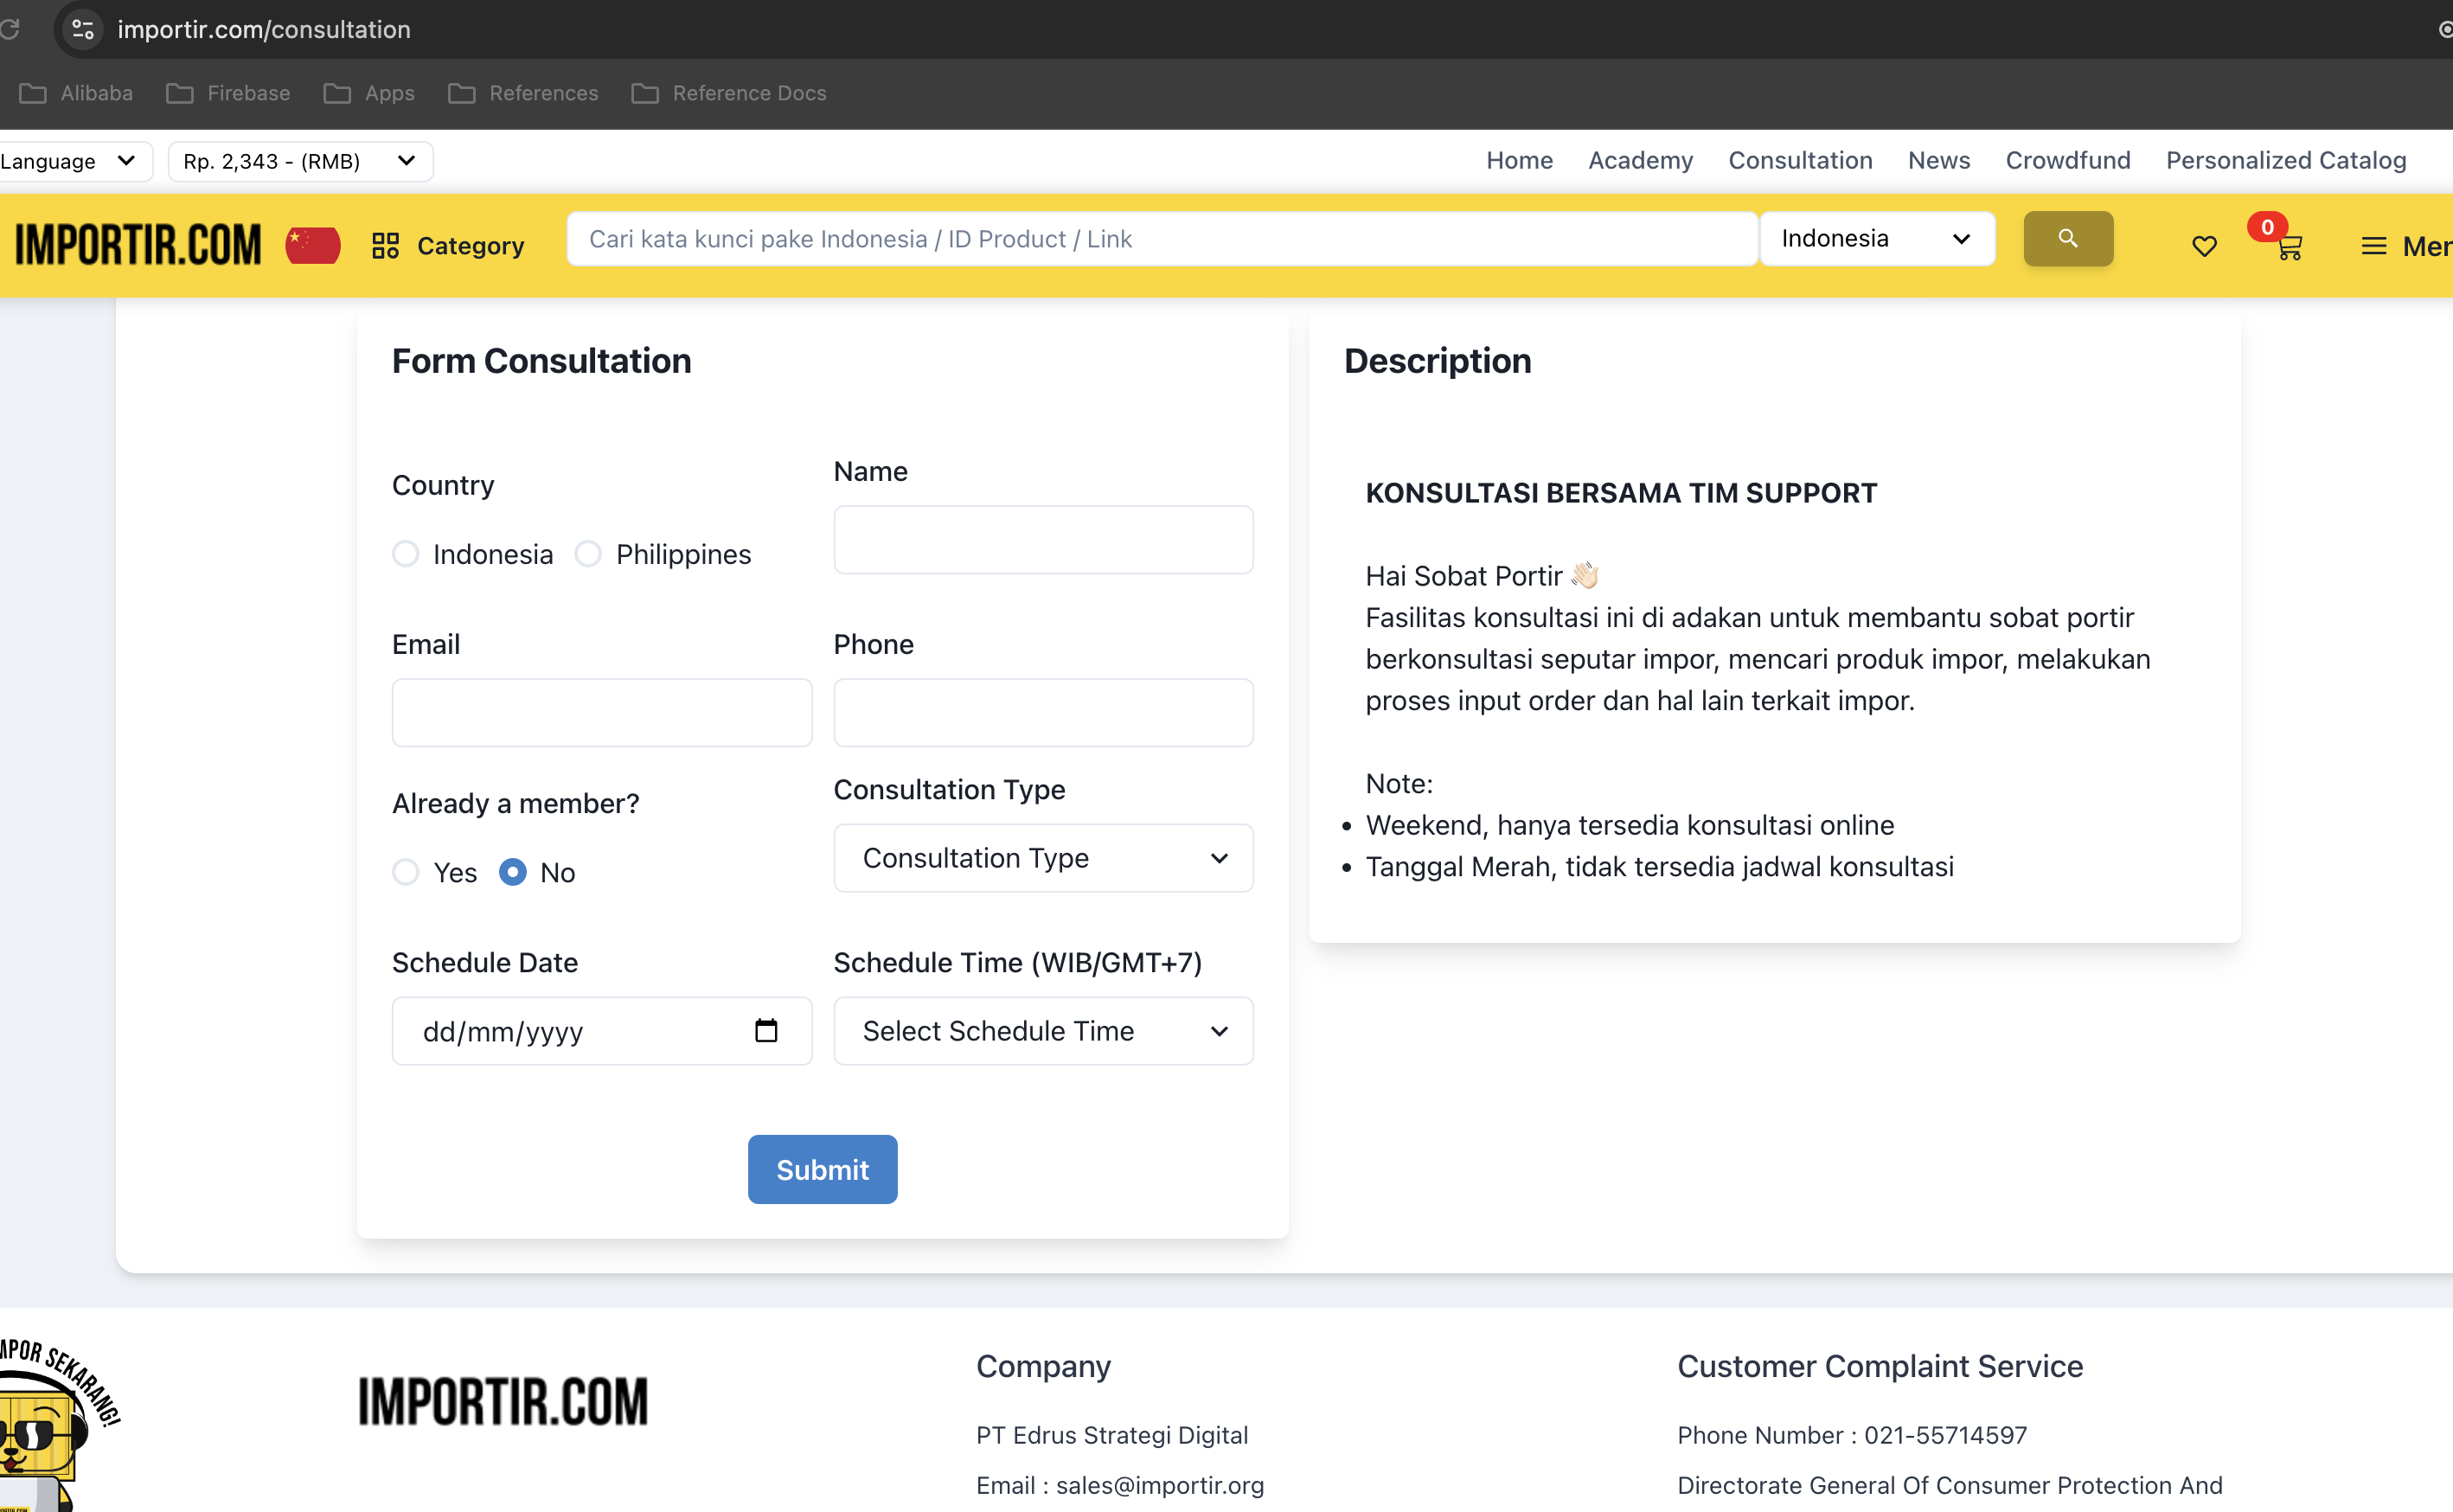 importir.com/consultation
Alibaba
Firebase
Apps
References
Reference Docs
Language
Rp. 2,343 - (RMB)
Home
Academy
Consultation
News
Crowdfund
Personalized Catalog
IMPORTIR.COM
Category
Cari kata kunci pake Indonesia / ID Product / Link
Indonesia
0
Form Consultation
Country
Indonesia
Philippines
Name
Email
Phone
Already a member?
Yes
No
Consultation Type
Consultation Type
Schedule Date
dd/mm/yyyy
Schedule Time (WIB/GMT+7)
Select Schedule Time
Submit
Description
KONSULTASI BERSAMA TIM SUPPORT
Hai Sobat Portir 👋🏻
Fasilitas konsultasi ini di adakan untuk membantu sobat portir
berkonsultasi seputar impor, mencari produk impor, melakukan
proses input order dan hal lain terkait impor.
Note:
• Weekend, hanya tersedia konsultasi online
• Tanggal Merah, tidak tersedia jadwal konsultasi
SEKARANG!
IMPORTIR.COM
Company
PT Edrus Strategi Digital
Email : sales@importir.org
Customer Complaint Service
Phone Number : 021-55714597
Directorate General Of Consumer Protection And